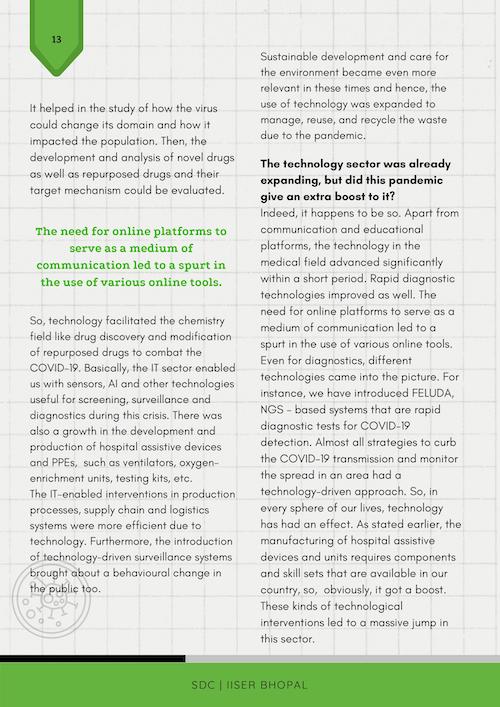 13
It helped in the study of how the virus
could change its domain and how it
impacted the population. Then, the
development and analysis of novel drugs
as well as repurposed drugs and their
target mechanism could be evaluated.
The need for online platforms to
serve as a medium of
communication led to a spurt in
the use of various online tools.
So, technology facilitated the chemistry
field like drug discovery and modification
of repurposed drugs to combat the
COVID-19. Basically, the IT sector enabled
us with sensors, AI and other technologies
useful for screening, surveillance and
diagnostics during this crisis. There was
also a growth in the development and
production of hospital assistive devices
and PPEs, such as ventilators, oxygen-
enrichment units, testing kits, etc.
The IT-enabled interventions in production
processes, supply chain and logistics
systems were more efficient due to
technology. Furthermore, the introduction
of technology-driven surveillance systems
brought about a behavioural change in
the public too.
Sustainable development and care for
the environment became even more
relevant in these times and hence, the
use of technology was expanded to
manage, reuse, and recycle the waste
due to the pandemic.
The technology sector was already
expanding, but did this pandemic
give an extra boost to it?
Indeed, it happens to be so. Apart from
communication and educational
platforms, the technology in the
medical field advanced significantly
within a short period. Rapid diagnostic
technologies improved as well. The
need for online platforms to serve as a
medium of communication led to a
spurt in the use of various online tools.
Even for diagnostics, different
technologies came into the picture. For
instance, we have introduced FELUDA,
NGS - based systems that are rapid
diagnostic tests for COVID-19
detection. Almost all strategies to curb
the COVID-19 transmission and monitor
the spread in an area had a
technology-driven approach. So, in
every sphere of our lives, technology
has had an effect. As stated earlier, the
manufacturing of hospital assistive
devices and units requires components
and skill sets that are available in our
country, so, obviously, it got a boost.
These kinds of technological
interventions led to a massive jump in
this sector.
SDC | IISER BHOPAL